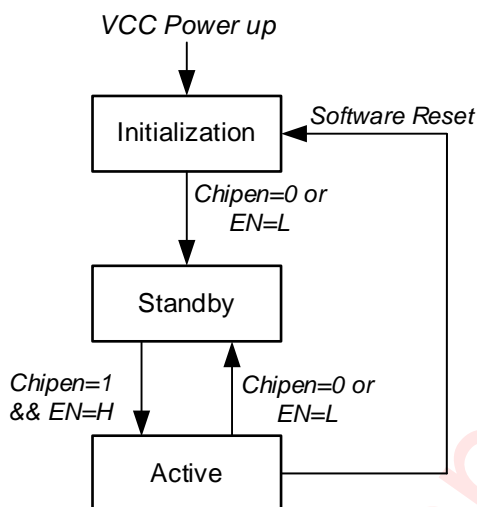 VCC Power up
Software Reset
Initialization
Chipen=0 or
EN=L
Standby
Chipen=1
&& EN=H
Chipen=0 or
EN=L
Active